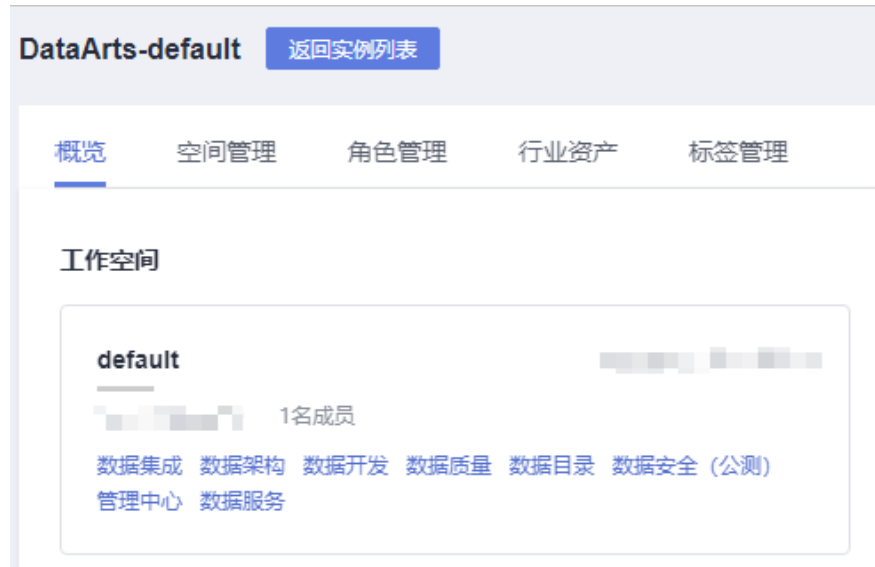 DataArts-default 返回实例列表
概览 空间管理 角色管理 行业资产 标签管理
工作空间
default
1名成员
数据集成 数据架构 数据开发 数据质量 数据目录 数据安全（公测）
管理中心 数据服务